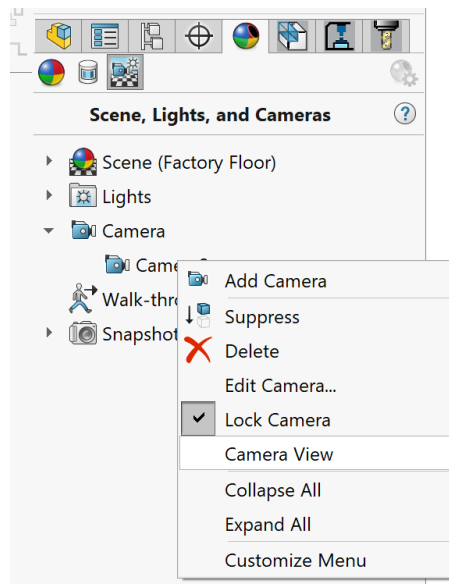 Scene, Lights, and Cameras
?
Scene (Factory Floor)
Lights
Camera
Add Camera
Suppress
Delete
Edit Camera...
Lock Camera
Camera View
Collapse All
Expand All
Customize Menu